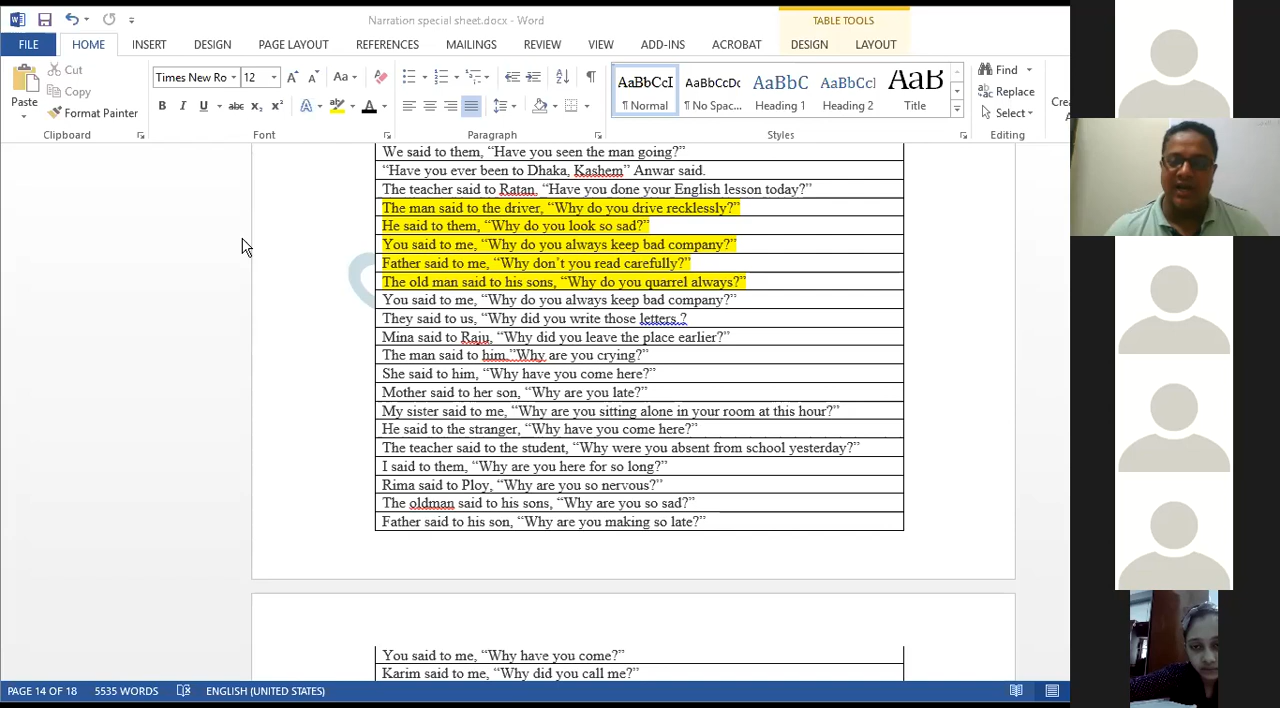 Narration special sheet.docx - Word
TABLE TOOLS
FILE HOME INSERT DESIGN PAGE LAYOUT REFERENCES MAILINGS REVIEW VIEW ADD-INS ACROBAT DESIGN LAYOUT
Paste
Cut
Copy
Format Painter
Times New Ro 12
¶ Normal
¶ No Spac...
Heading 1
Heading 2
Title
Find
Replace
Select
Clipboard Font Paragraph Styles Editing
We said to them, “Have you seen the man going?”
“Have you ever been to Dhaka, Kashem” Anwar said.
The teacher said to Ratan, “Have you done your English lesson today?”
The man said to the driver, “Why do you drive recklessly?”
He said to them, “Why do you look so sad?”
You said to me, “Why do you always keep bad company?”
Father said to me, “Why don’t you read carefully?”
The old man said to his sons, “Why do you quarrel always?”
You said to me, “Why do you always keep bad company?”
They said to us, “Why did you write those letters.?
Mina said to Raju, “Why did you leave the place earlier?”
The man said to him,”Why are you crying?”
She said to him, “Why have you come here?”
Mother said to her son, “Why are you late?”
My sister said to me, “Why are you sitting alone in your room at this hour?”
He said to the stranger, “Why have you come here?”
The teacher said to the student, “Why were you absent from school yesterday?”
I said to them, “Why are you here for so long?”
Rima said to Ploy, “Why are you so nervous?”
The oldman said to his sons, “Why are you so sad?”
Father said to his son, “Why are you making so late?”
You said to me, “Why have you come?”
Karim said to me, “Why did you call me?”
PAGE 14 OF 18 5535 WORDS ENGLISH (UNITED STATES)